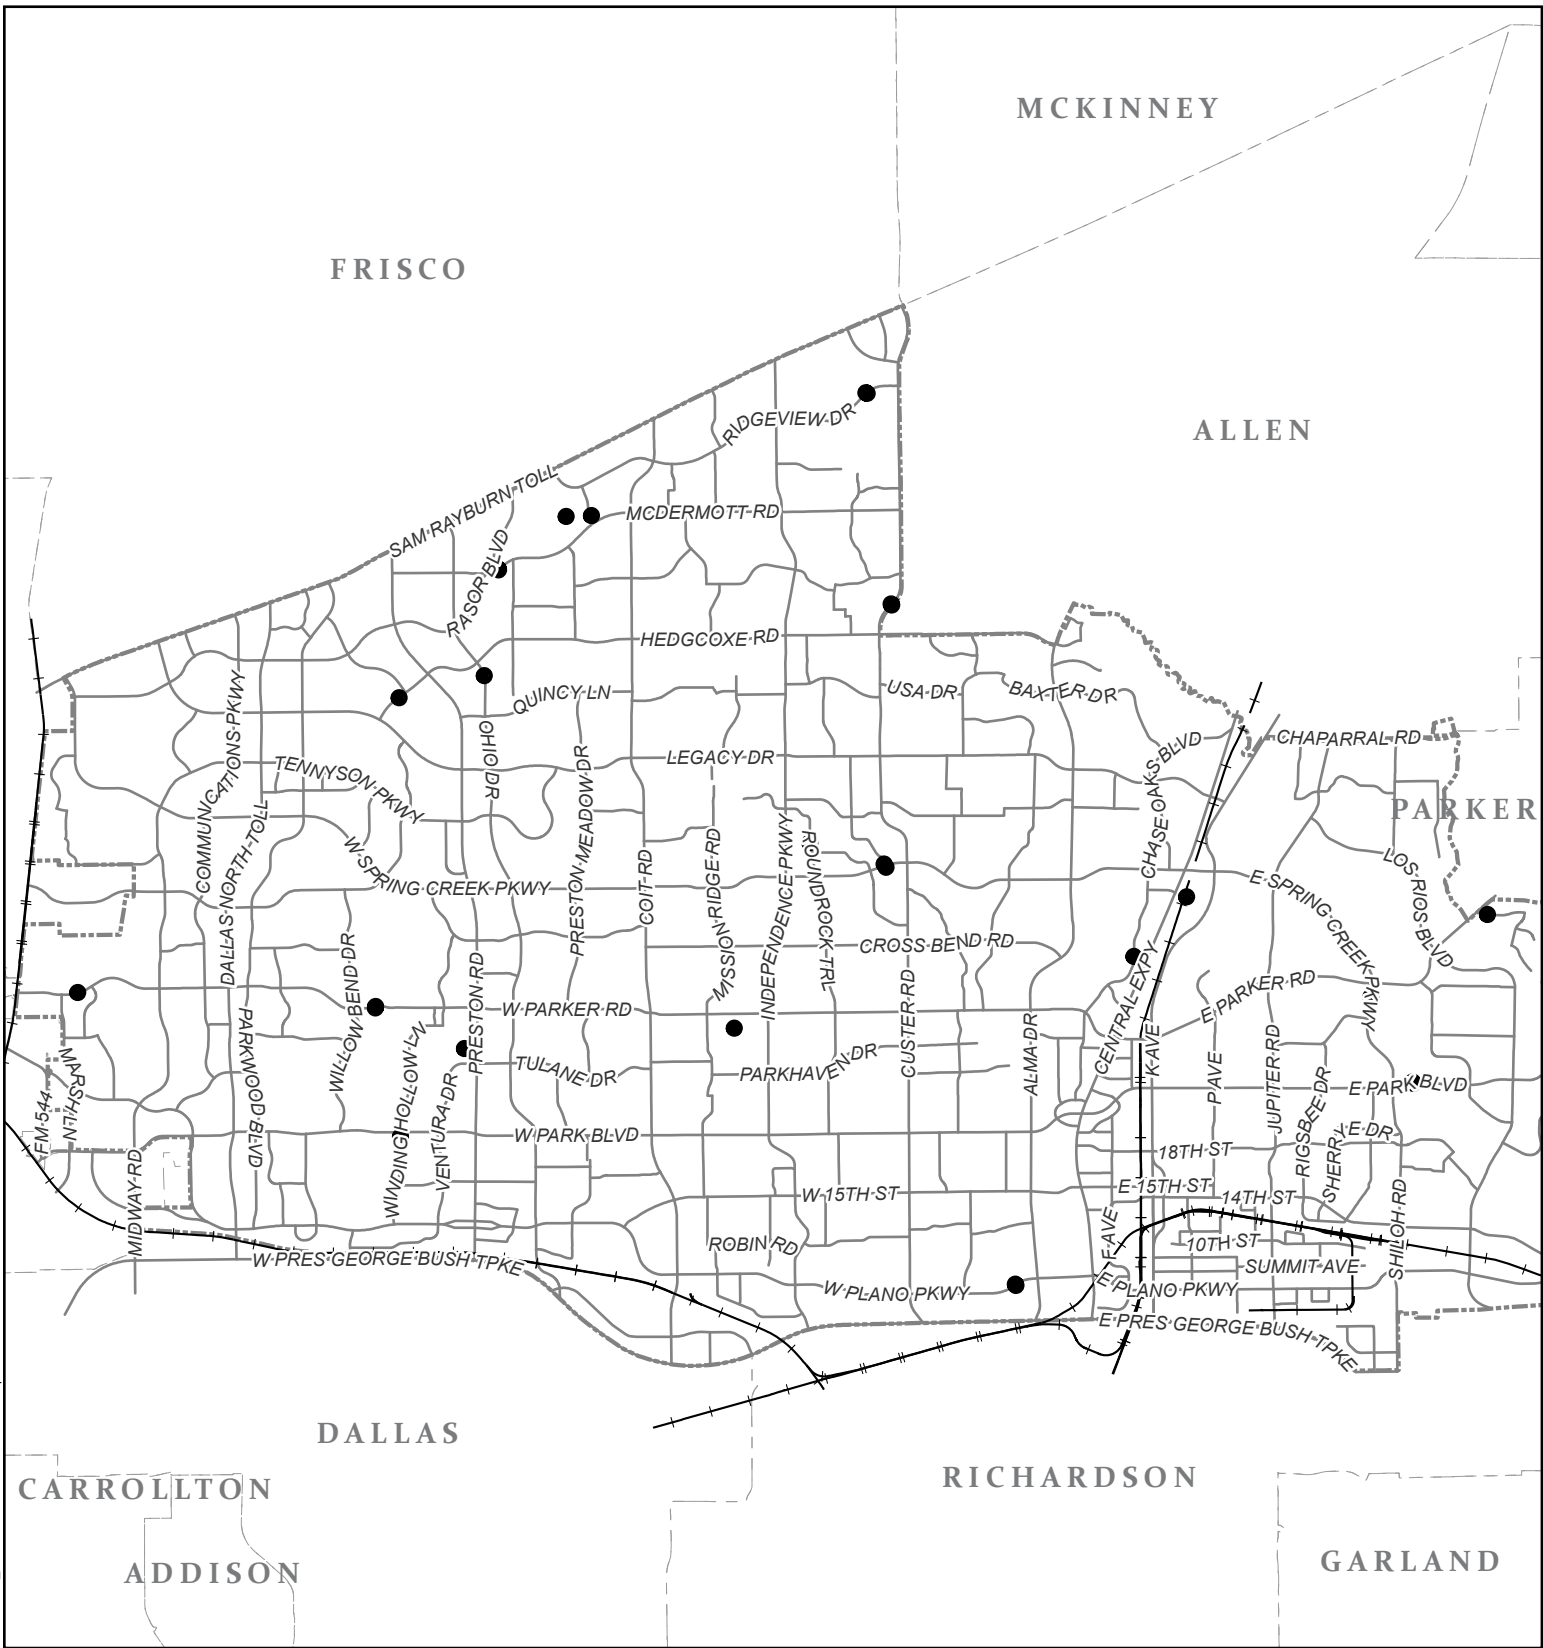 MCKINNEY
FRISCO
ALLEN
RIDGEVIEW DR
SAM RAYBURN TOLL
MCDERMOTT RD
RASOR BLVD
HEDGCOXE RD
QUINCY LN
USA DR
BAXTER DR
COMMUNICATIONS PKWY
OHIO DR
LEGACY DR
CHASE OAKS BLVD
CHAPARRAL RD
TENNYSON PKWY
PRESTON MEADOW DR
PARKER
DALLAS NORTH TOLL
W SPRING CREEK PKWY
COIT RD
MISSION RIDGE RD
INDEPENDENCE PKWY
ROUNDROCK TRL
LOS RIOS BLVD
E SPRING CREEK PKWY
CROSS BEND RD
WILLOW BEND DR
PRESTON RD
W PARKER RD
CUSTER RD
CENTRAL EXPY
E PARKER RD
PARKWOOD BLVD
WINDING HOLLOW LN
TULANE DR
PARKHAVEN DR
ALMA DR
K AVE
P AVE
JUPITER RD
RIGSBEE DR
E PARK BLVD
MARSH LN
FM 544
VENTURA DR
W PARK BLVD
18TH ST
SHERRYE DR
MIDWAY RD
W 15TH ST
E 15TH ST
14TH ST
SHILOH RD
F AVE
ROBIN RD
10TH ST
W PRES GEORGE BUSH TPKE
SUMMIT AVE
W PLANO PKWY
E PLANO PKWY
E PRES GEORGE BUSH TPKE
DALLAS
CARROLLTON
RICHARDSON
ADDISON
GARLAND